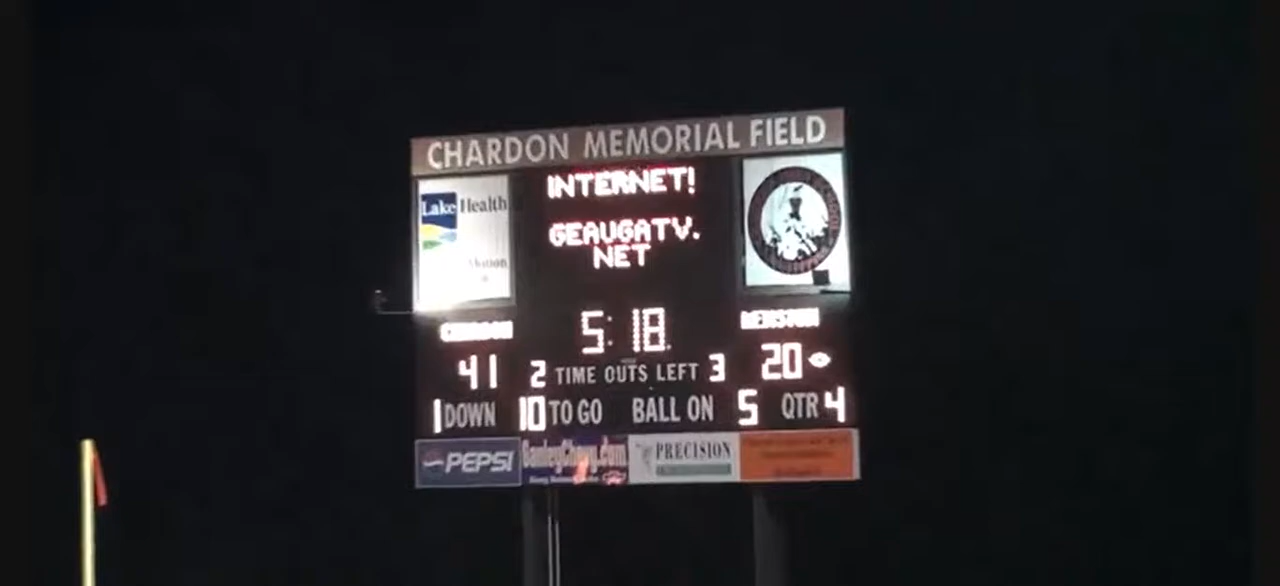 CHARDON MEMORIAL FIELD
INTERNET!
GEAUGATV.
NET
Lake Health
5:18
41 2 TIME OUTS LEFT 3 20
1 DOWN 10 TO GO BALL ON 5 QTR 4
PEPSI
PRECISION